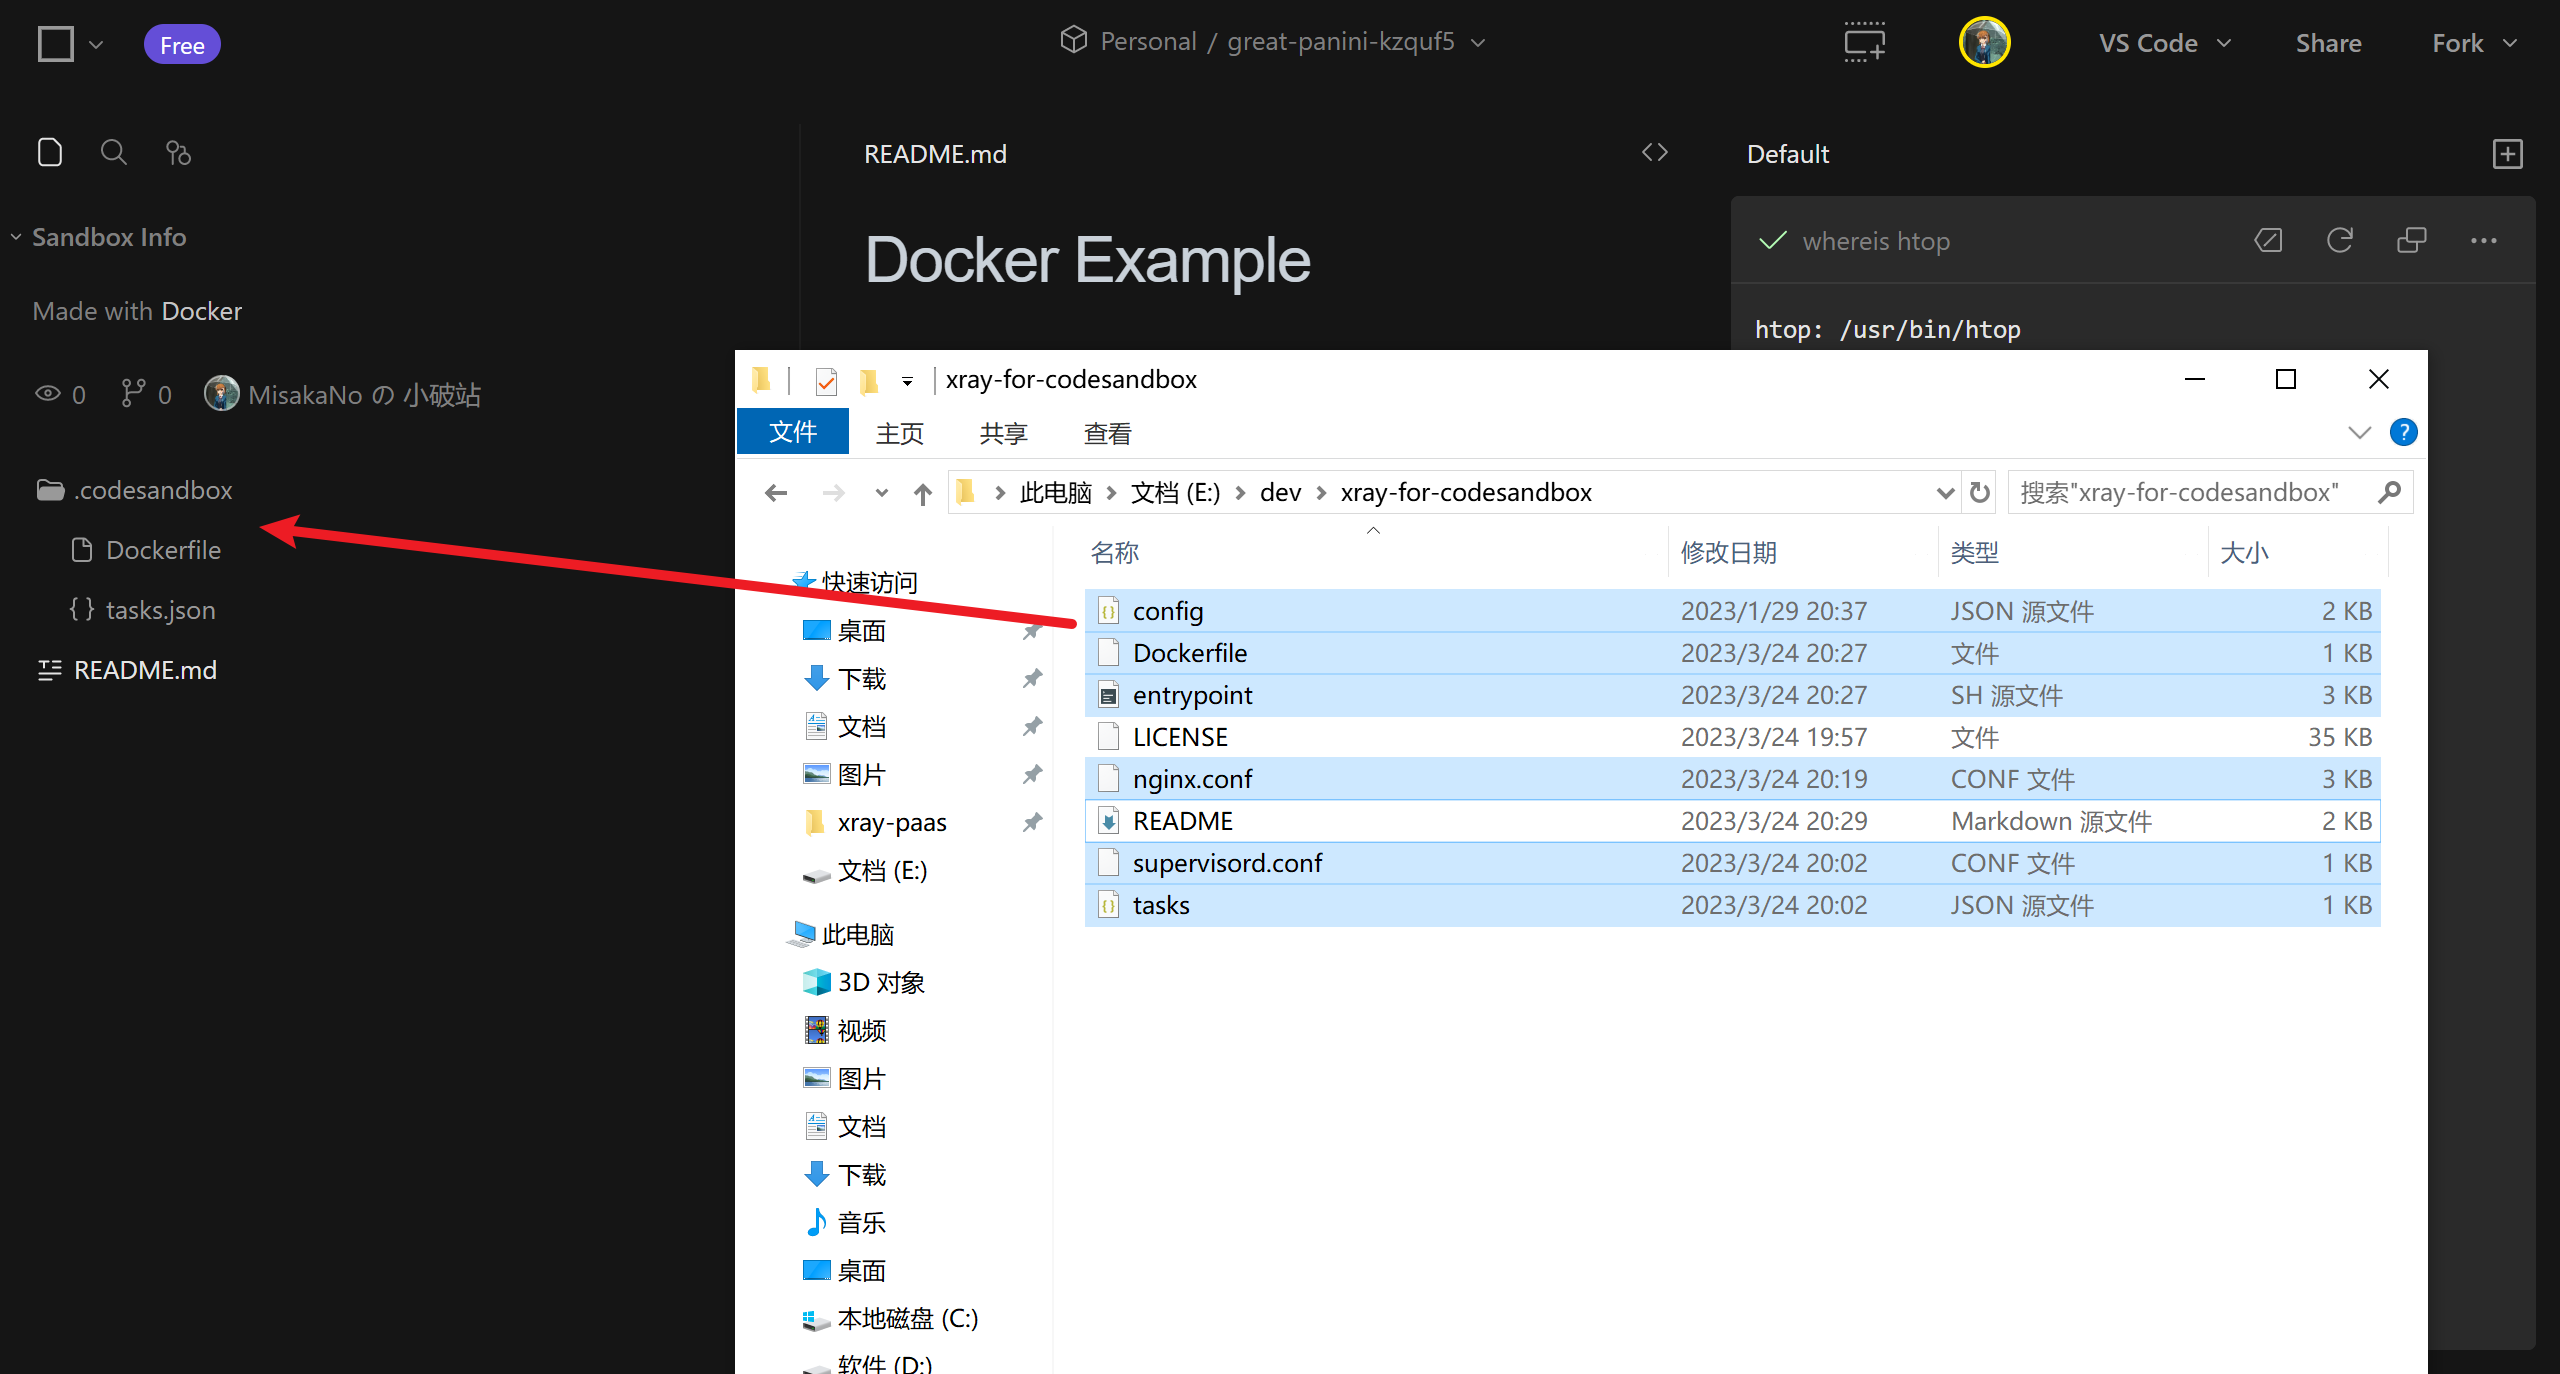 Free
Personal / great-panini-kzquf5
VS Code
Share
Fork
README.md
Default
Sandbox Info
Docker Example
whereis htop
Made with Docker
htop: /usr/bin/htop
0
0
MisakaNo の 小破站
.codesandbox
Dockerfile
tasks.json
README.md
xray-for-codesandbox
文件
主页
共享
查看
此电脑
文档 (E:)
dev
xray-for-codesandbox
搜索"xray-for-codesandbox"
名称
修改日期
类型
大小
快速访问
桌面
下载
文档
图片
xray-paas
文档 (E:)
此电脑
3D 对象
视频
图片
文档
下载
音乐
桌面
本地磁盘 (C:)
软件 (D:)
config 2023/1/29 20:37 JSON 源文件 2 KB
Dockerfile 2023/3/24 20:27 文件 1 KB
entrypoint 2023/3/24 20:27 SH 源文件 3 KB
LICENSE 2023/3/24 19:57 文件 35 KB
nginx.conf 2023/3/24 20:19 CONF 文件 3 KB
README 2023/3/24 20:29 Markdown 源文件 2 KB
supervisord.conf 2023/3/24 20:02 CONF 文件 1 KB
tasks 2023/3/24 20:02 JSON 源文件 1 KB